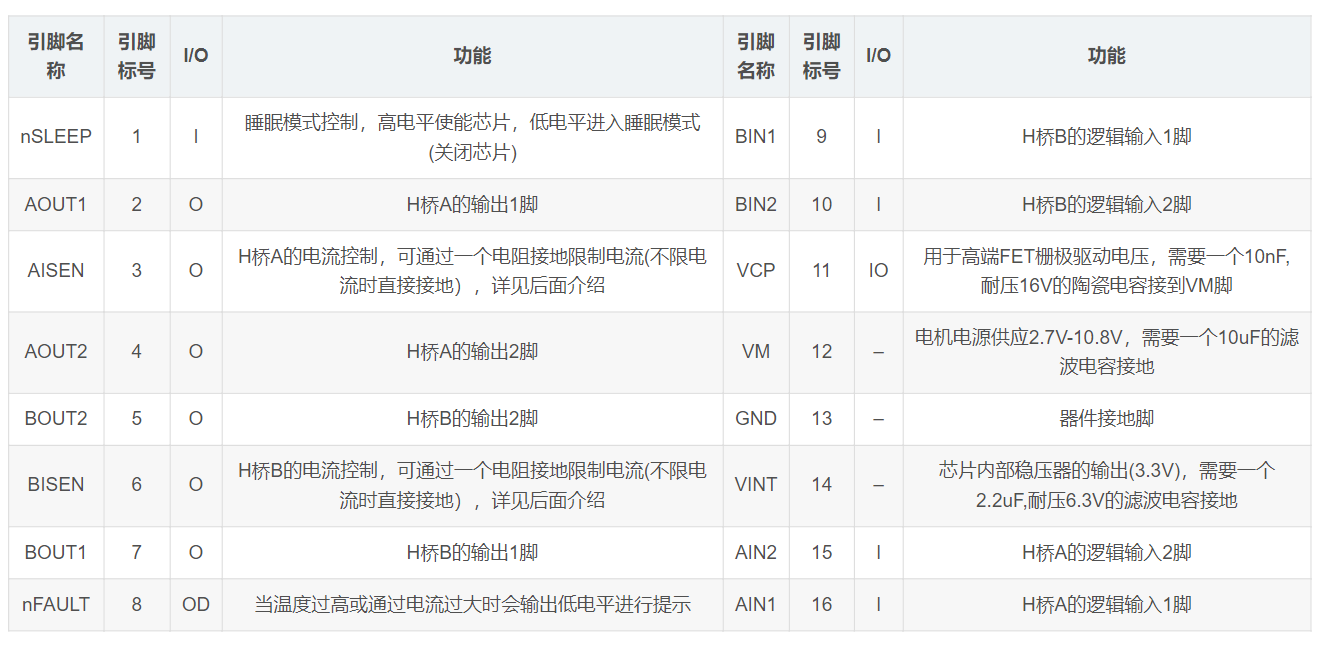 引脚名称 引脚标号 I/O 功能 引脚名称 引脚标号 I/O 功能
nSLEEP 1 I 睡眠模式控制，高电平使能芯片，低电平进入睡眠模式(关闭芯片) BIN1 9 I H桥B的逻辑输入1脚
AOUT1 2 O H桥A的输出1脚 BIN2 10 I H桥B的逻辑输入2脚
AISEN 3 O H桥A的电流控制，可通过一个电阻接地限制电流(不限电流时直接接地），详见后面介绍 VCP 11 IO 用于高端FET栅极驱动电压，需要一个10nF,耐压16V的陶瓷电容接到VM脚
AOUT2 4 O H桥A的输出2脚 VM 12 – 电机电源供应2.7V-10.8V，需要一个10uF的滤波电容接地
BOUT2 5 O H桥B的输出2脚 GND 13 – 器件接地脚
BISEN 6 O H桥B的电流控制，可通过一个电阻接地限制电流(不限电流时直接接地），详见后面介绍 VINT 14 – 芯片内部稳压器的输出(3.3V)，需要一个2.2uF,耐压6.3V的滤波电容接地
BOUT1 7 O H桥B的输出1脚 AIN2 15 I H桥A的逻辑输入2脚
nFAULT 8 OD 当温度过高或通过电流过大时会输出低电平进行提示 AIN1 16 I H桥A的逻辑输入1脚